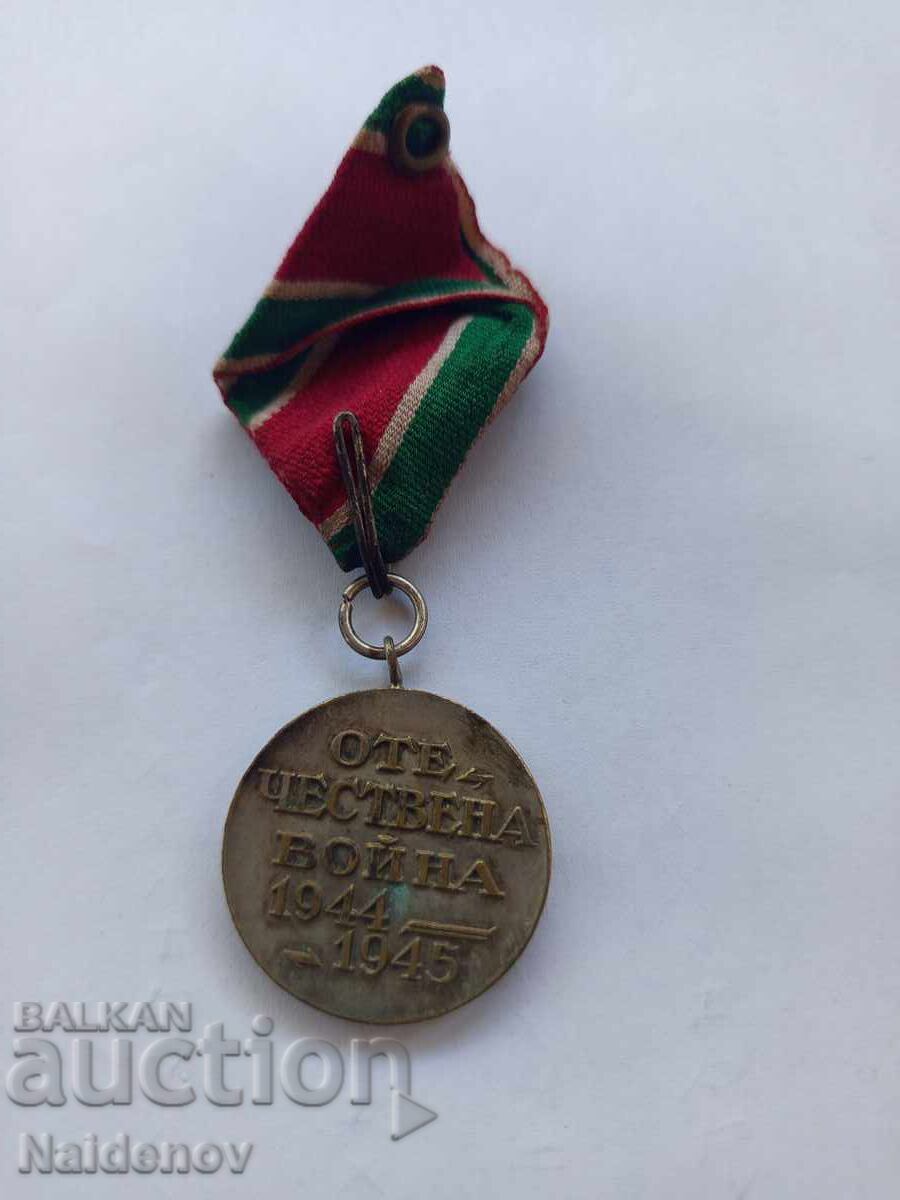 ОТЕ-
ЧЕСТВЕНА
ВОЙНА
1944 —
- 1945
BALKAN
auction
Naidenov